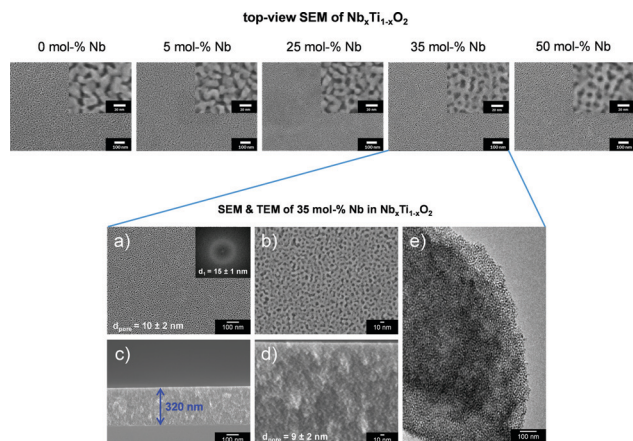 top-view SEM of NbxTi1-xO2
0 mol-% Nb
5 mol-% Nb
25 mol-% Nb
35 mol-% Nb
50 mol-% Nb
100 nm
100 nm
100 nm
100 nm
100 nm
SEM & TEM of 35 mol-% Nb in NbxTi1-xO2
a)
d1 = 15 ± 1 nm
dpore = 10 ± 2 nm
100 nm
b)
10 nm
c)
320 nm
100 nm
d)
dpore = 9 ± 2 nm
10 nm
e)
100 nm